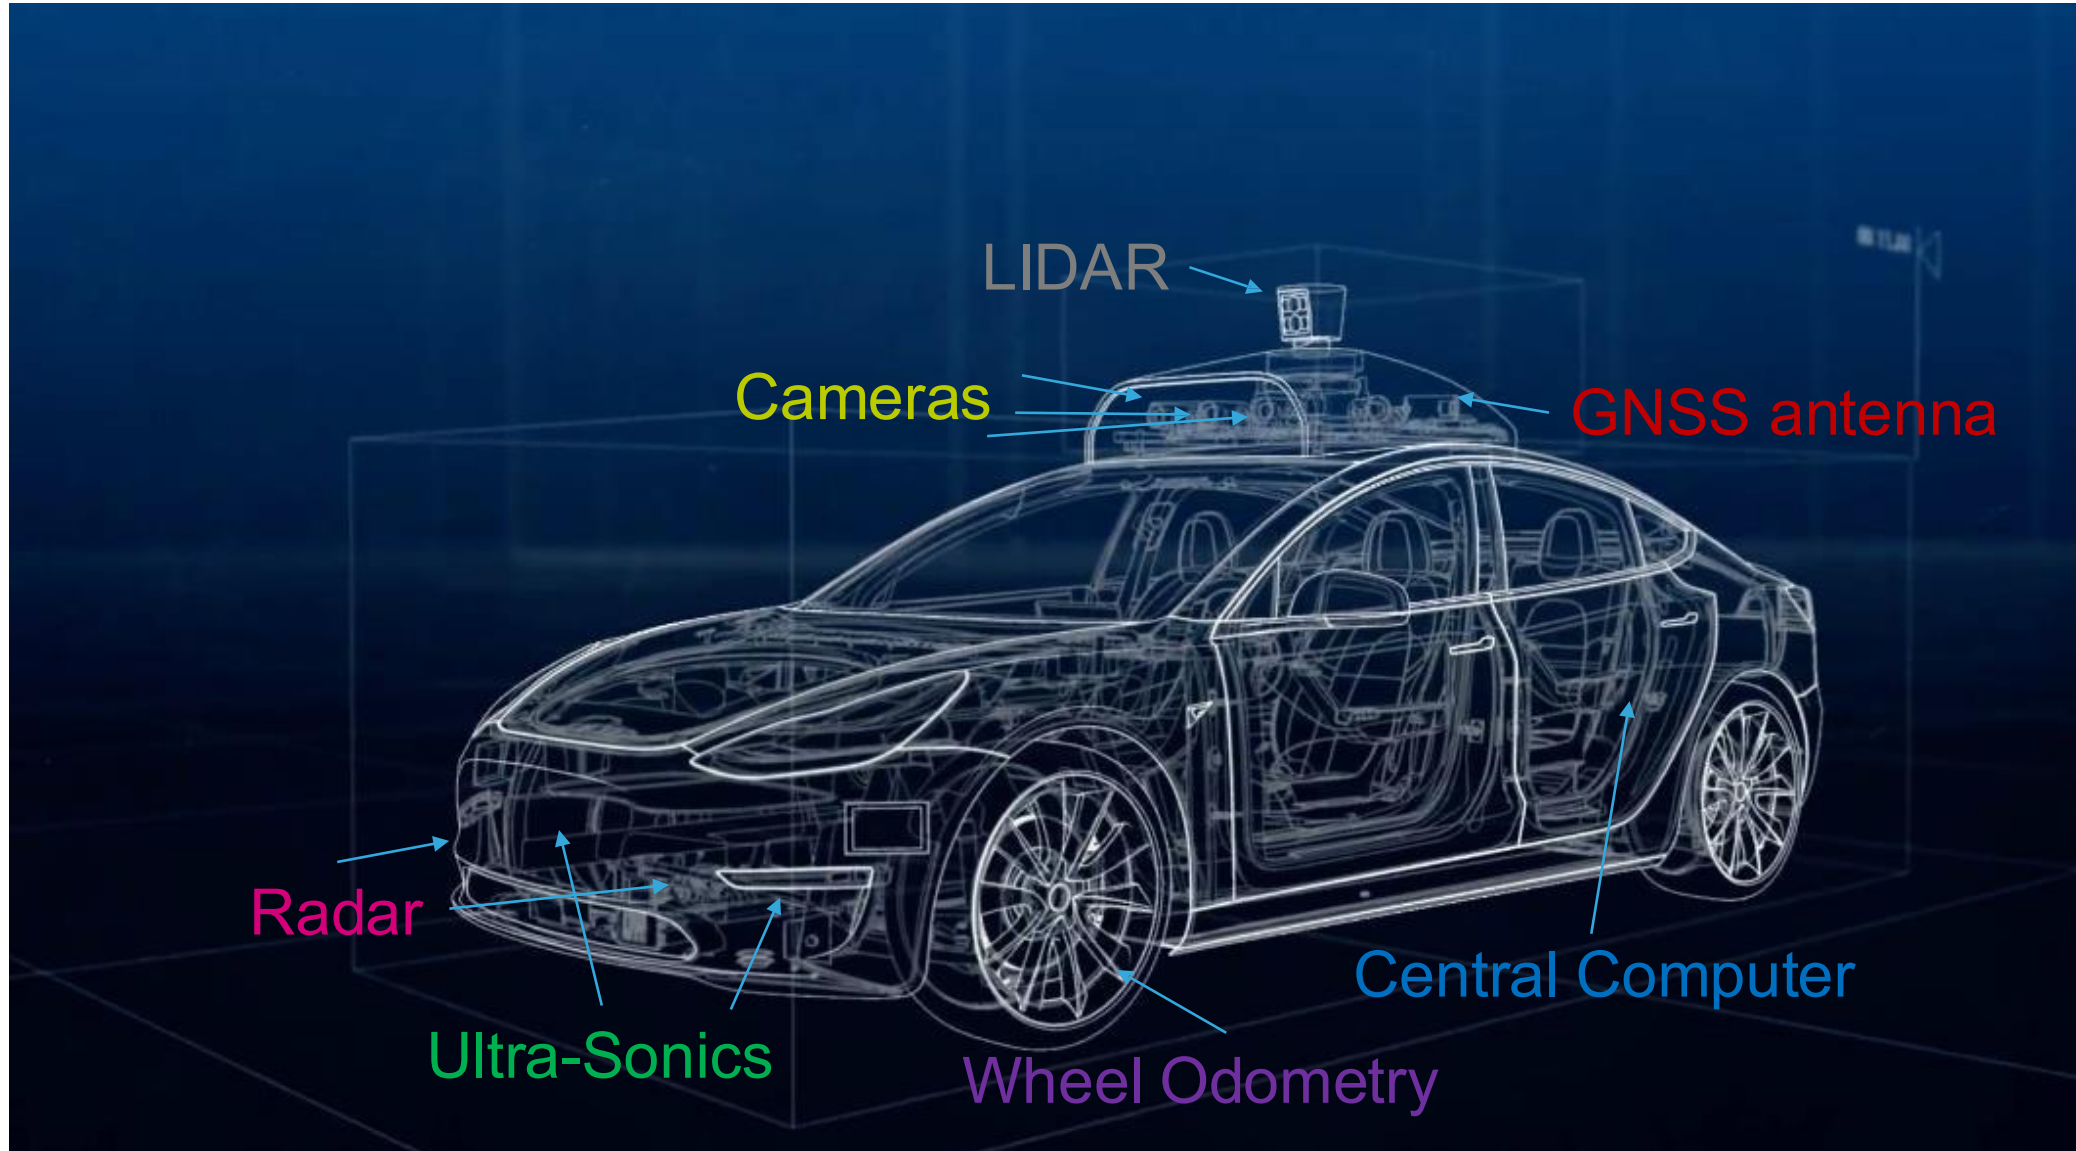 LIDAR
Cameras
GNSS antenna
Radar
Central Computer
Ultra-Sonics
Wheel Odometry